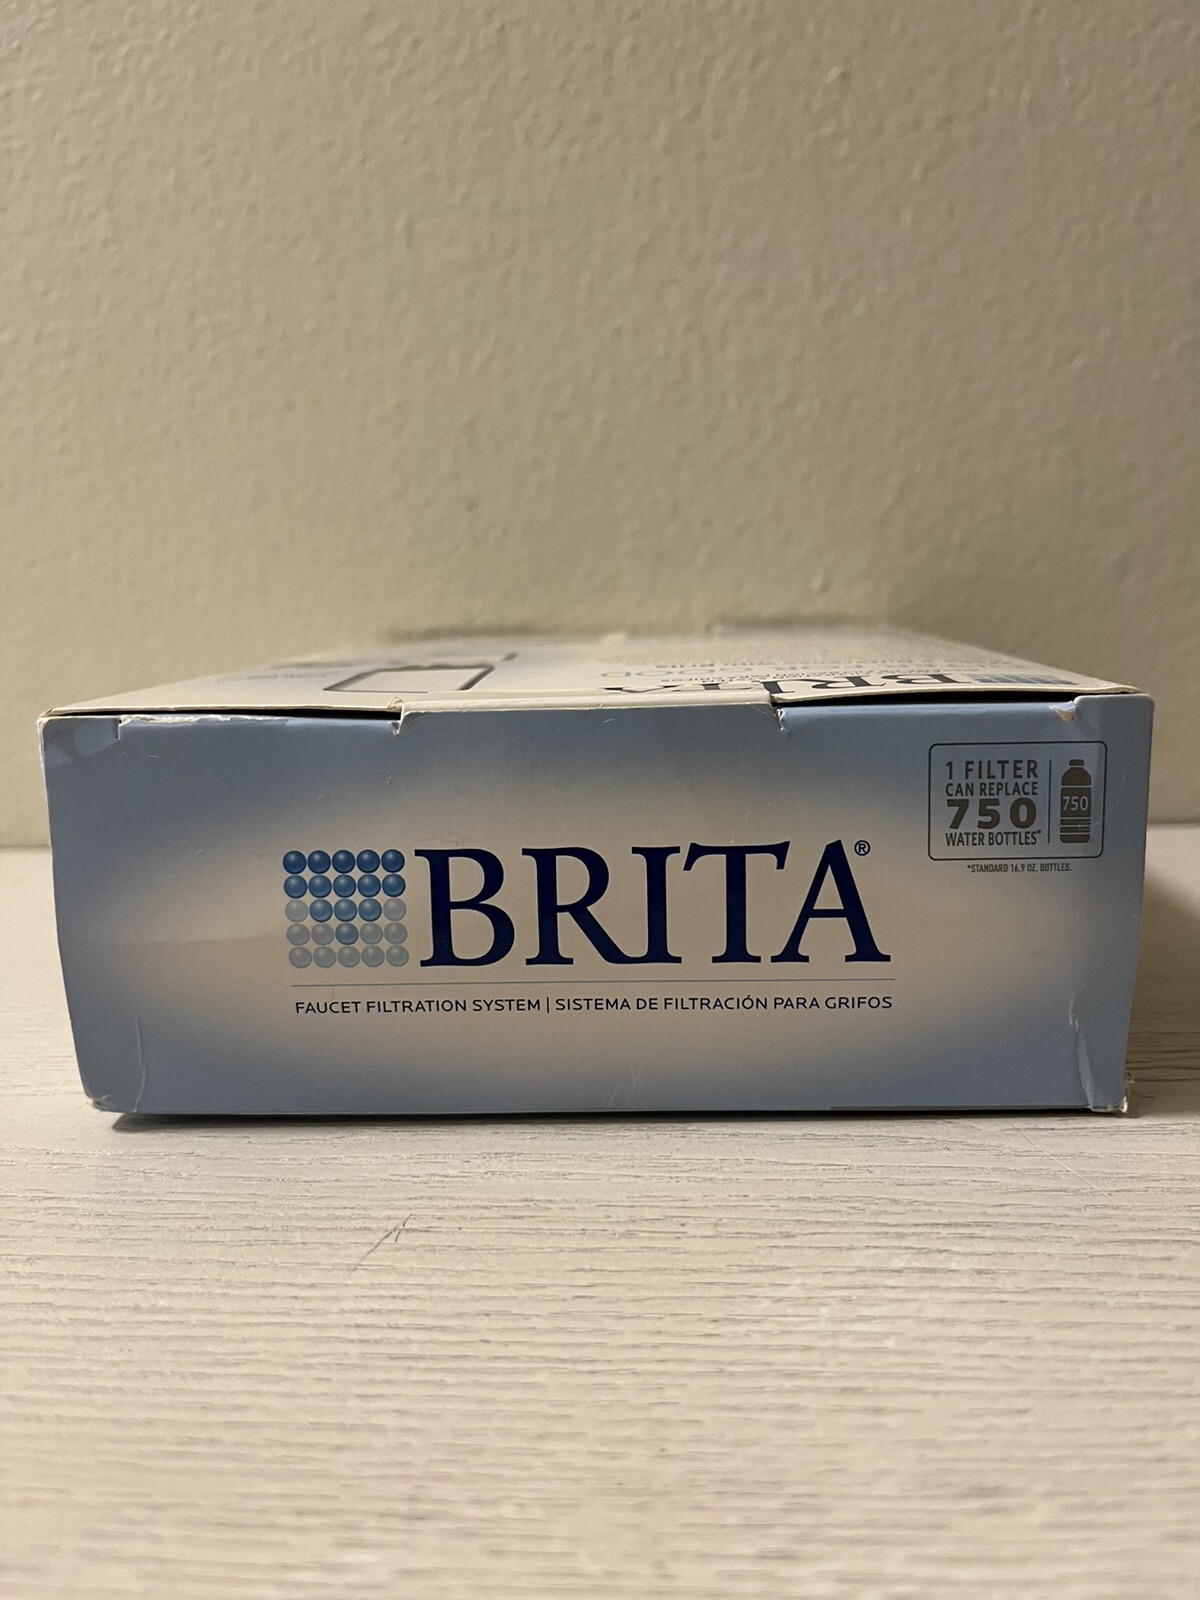 BRITA
1 FILTER
CAN REPLACE
750
WATER BOTTLES*
750
*STANDARD 16.9 OZ. BOTTLES.
BRITA®
FAUCET FILTRATION SYSTEM | SISTEMA DE FILTRACIÓN PARA GRIFOS